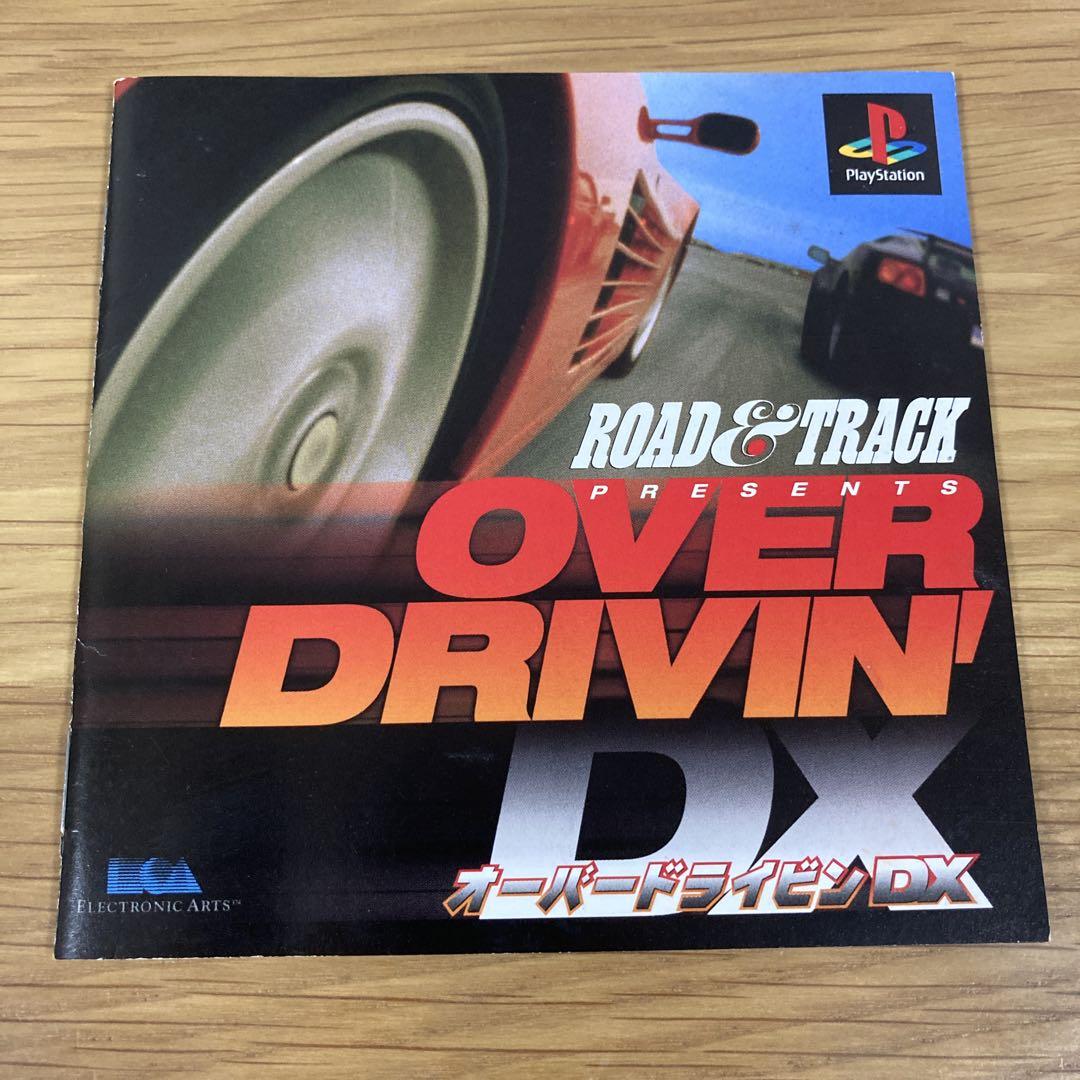 PlayStation
ROAD & TRACK
PRESENTS
OVER
DRIVIN'
DX
オーバードライビンDX
ELECTRONIC ARTS™